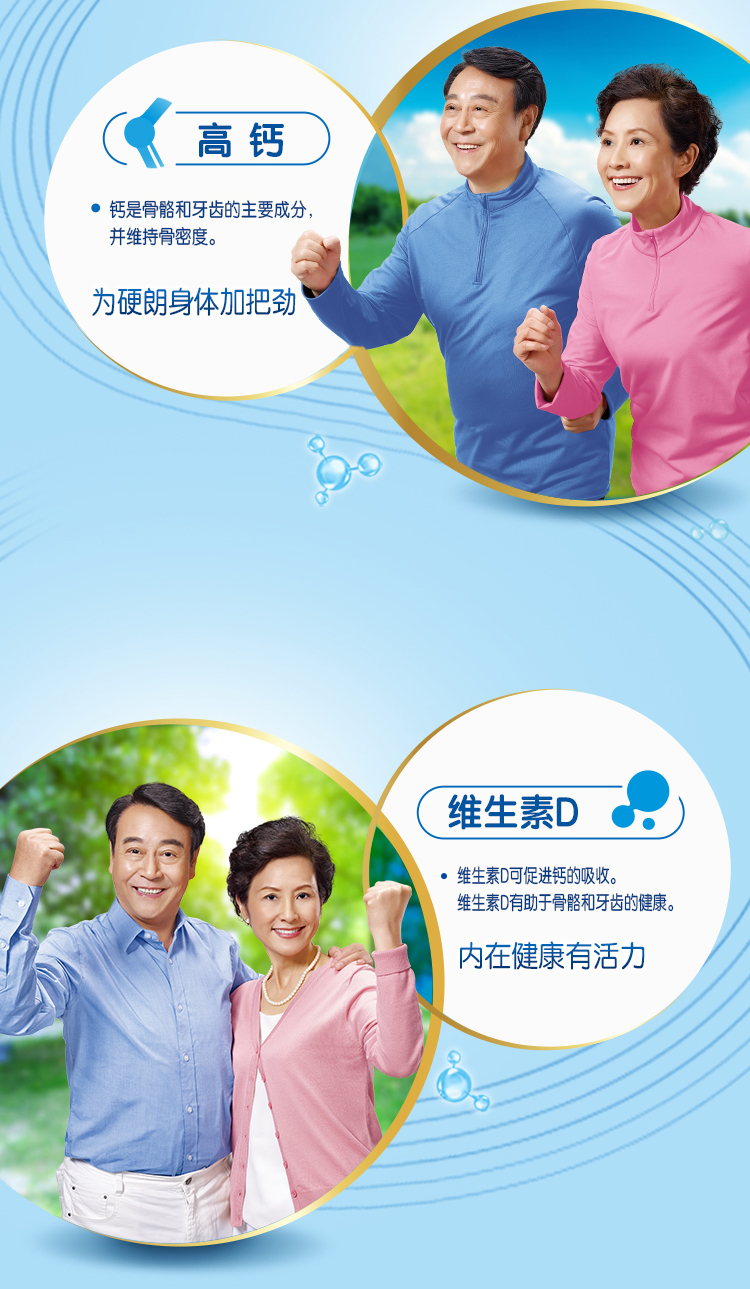 高钙
钙是骨骼和牙齿的主要成分，
并维持骨密度。
为硬朗身体加把劲
维生素D
维生素D可促进钙的吸收。
维生素D有助于骨骼和牙齿的健康。
内在健康有活力